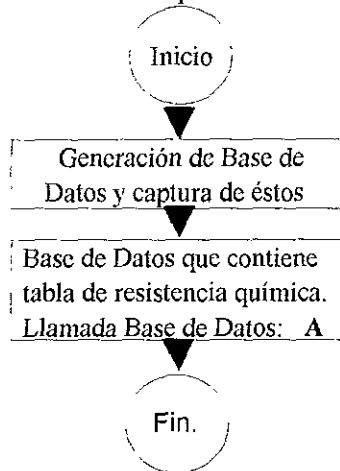 Inicio
Generación de Base de
Datos y captura de éstos
Base de Datos que contiene
tabla de resistencia química.
Llamada Base de Datos: A
Fin.